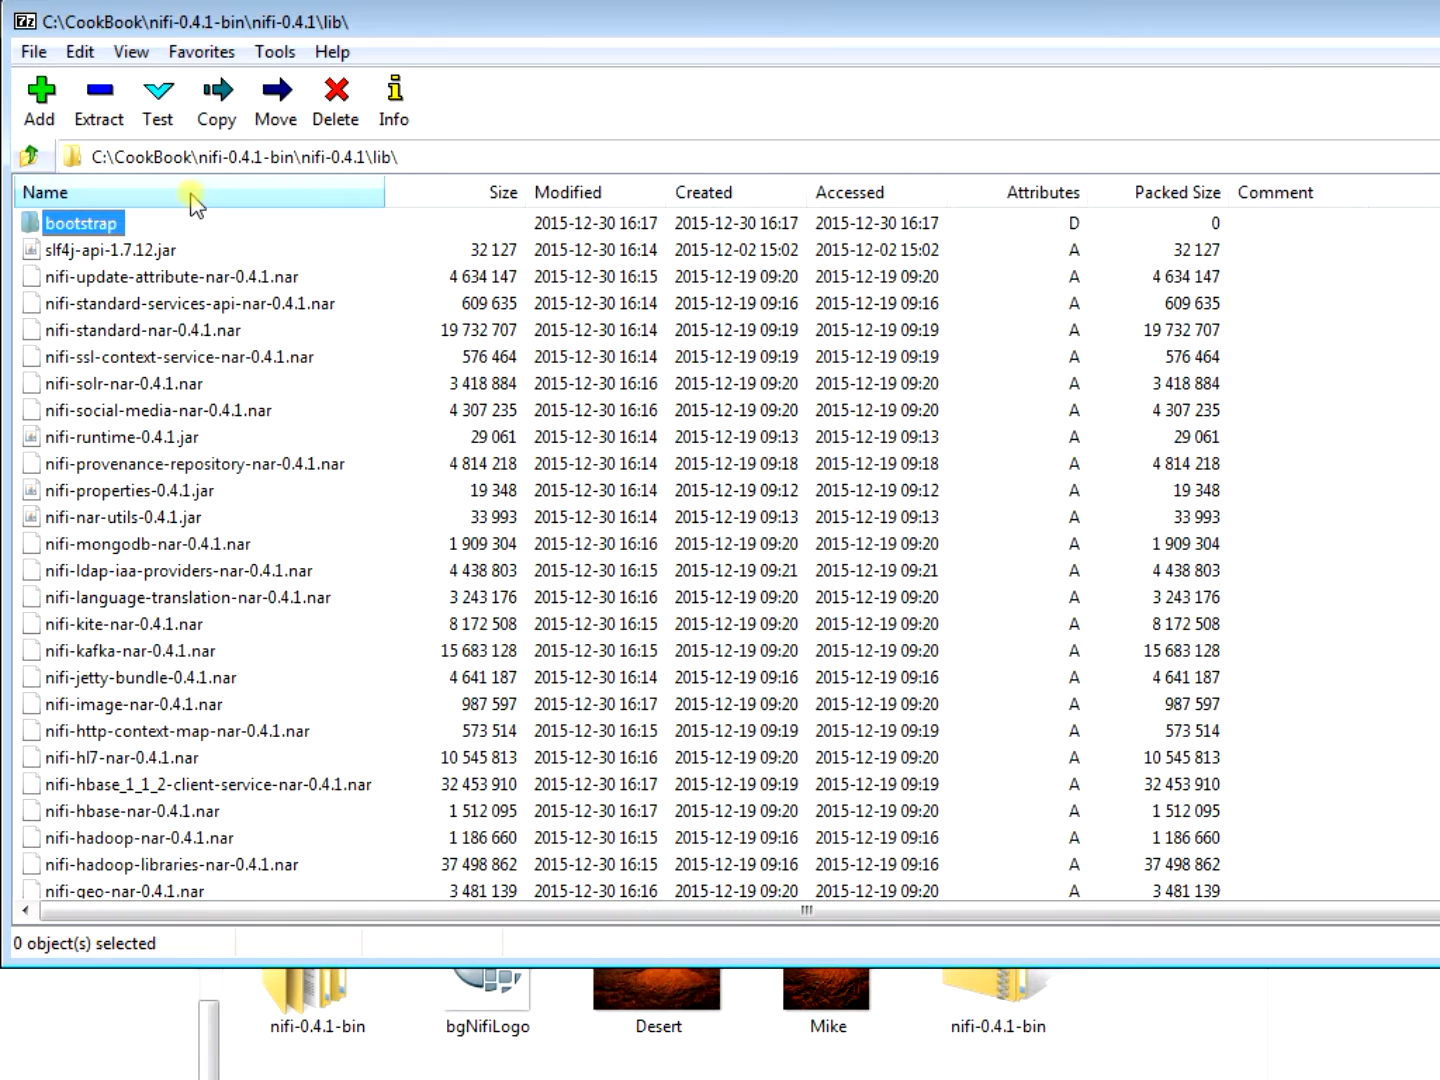 C:\CookBook\nifi-0.4.1-bin\nifi-0.4.1\lib\
File Edit View Favorites Tools Help
Add Extract Test Copy Move Delete Info
C:\CookBook\nifi-0.4.1-bin\nifi-0.4.1\lib\
Name Size Modified Created Accessed Attributes Packed Size Comment
bootstrap 2015-12-30 16:17 2015-12-30 16:17 2015-12-30 16:17 D 0
slf4j-api-1.7.12.jar 32 127 2015-12-30 16:14 2015-12-02 15:02 2015-12-02 15:02 A 32 127
nifi-update-attribute-nar-0.4.1.nar 4 634 147 2015-12-30 16:15 2015-12-19 09:20 2015-12-19 09:20 A 4 634 147
nifi-standard-services-api-nar-0.4.1.nar 609 635 2015-12-30 16:14 2015-12-19 09:16 2015-12-19 09:16 A 609 635
nifi-standard-nar-0.4.1.nar 19 732 707 2015-12-30 16:14 2015-12-19 09:19 2015-12-19 09:19 A 19 732 707
nifi-ssl-context-service-nar-0.4.1.nar 576 464 2015-12-30 16:14 2015-12-19 09:19 2015-12-19 09:19 A 576 464
nifi-solr-nar-0.4.1.nar 3 418 884 2015-12-30 16:16 2015-12-19 09:20 2015-12-19 09:20 A 3 418 884
nifi-social-media-nar-0.4.1.nar 4 307 235 2015-12-30 16:16 2015-12-19 09:20 2015-12-19 09:20 A 4 307 235
nifi-runtime-0.4.1.jar 29 061 2015-12-30 16:14 2015-12-19 09:13 2015-12-19 09:13 A 29 061
nifi-provenance-repository-nar-0.4.1.nar 4 814 218 2015-12-30 16:14 2015-12-19 09:18 2015-12-19 09:18 A 4 814 218
nifi-properties-0.4.1.jar 19 348 2015-12-30 16:14 2015-12-19 09:12 2015-12-19 09:12 A 19 348
nifi-nar-utils-0.4.1.jar 33 993 2015-12-30 16:14 2015-12-19 09:13 2015-12-19 09:13 A 33 993
nifi-mongodb-nar-0.4.1.nar 1 909 304 2015-12-30 16:16 2015-12-19 09:20 2015-12-19 09:20 A 1 909 304
nifi-ldap-iaa-providers-nar-0.4.1.nar 4 438 803 2015-12-30 16:15 2015-12-19 09:21 2015-12-19 09:21 A 4 438 803
nifi-language-translation-nar-0.4.1.nar 3 243 176 2015-12-30 16:16 2015-12-19 09:20 2015-12-19 09:20 A 3 243 176
nifi-kite-nar-0.4.1.nar 8 172 508 2015-12-30 16:15 2015-12-19 09:20 2015-12-19 09:20 A 8 172 508
nifi-kafka-nar-0.4.1.nar 15 683 128 2015-12-30 16:15 2015-12-19 09:20 2015-12-19 09:20 A 15 683 128
nifi-jetty-bundle-0.4.1.nar 4 641 187 2015-12-30 16:14 2015-12-19 09:16 2015-12-19 09:16 A 4 641 187
nifi-image-nar-0.4.1.nar 987 597 2015-12-30 16:17 2015-12-19 09:20 2015-12-19 09:20 A 987 597
nifi-http-context-map-nar-0.4.1.nar 573 514 2015-12-30 16:15 2015-12-19 09:19 2015-12-19 09:19 A 573 514
nifi-hl7-nar-0.4.1.nar 10 545 813 2015-12-30 16:16 2015-12-19 09:20 2015-12-19 09:20 A 10 545 813
nifi-hbase_1_1_2-client-service-nar-0.4.1.nar 32 453 910 2015-12-30 16:17 2015-12-19 09:19 2015-12-19 09:19 A 32 453 910
nifi-hbase-nar-0.4.1.nar 1 512 095 2015-12-30 16:17 2015-12-19 09:20 2015-12-19 09:20 A 1 512 095
nifi-hadoop-nar-0.4.1.nar 1 186 660 2015-12-30 16:15 2015-12-19 09:16 2015-12-19 09:16 A 1 186 660
nifi-hadoop-libraries-nar-0.4.1.nar 37 498 862 2015-12-30 16:15 2015-12-19 09:16 2015-12-19 09:16 A 37 498 862
nifi-geo-nar-0.4.1.nar 3 481 139 2015-12-30 16:16 2015-12-19 09:20 2015-12-19 09:20 A 3 481 139
0 object(s) selected
nifi-0.4.1-bin bgNifiLogo Desert Mike nifi-0.4.1-bin